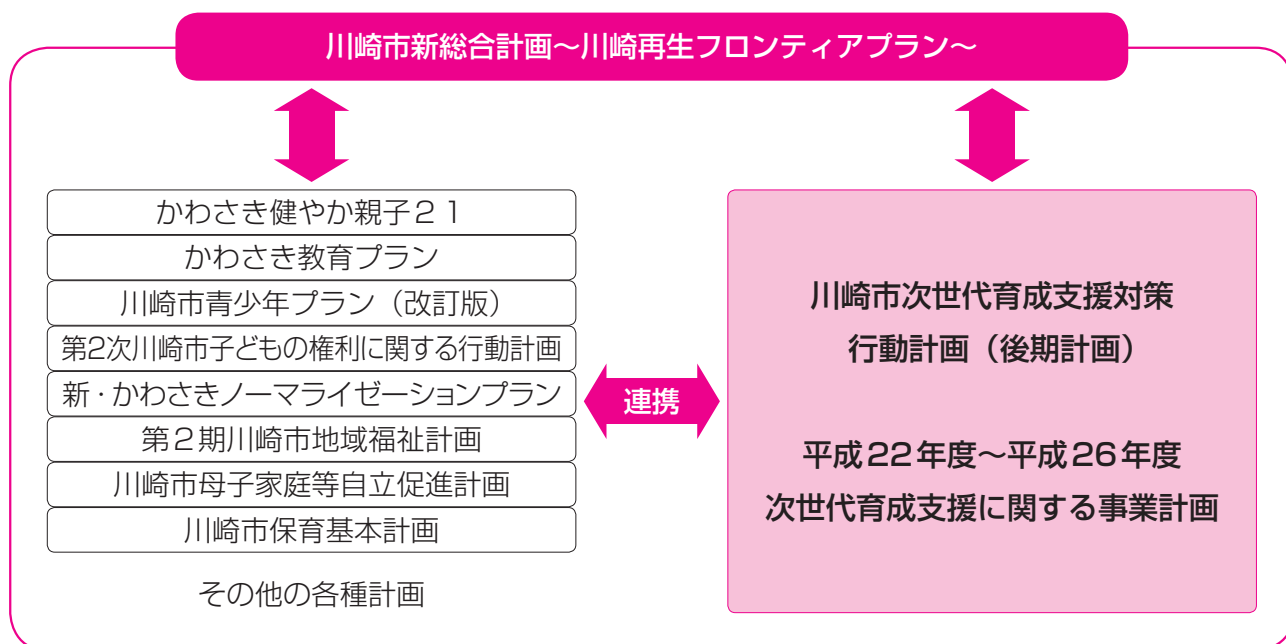 川崎市新総合計画～川崎再生フロンティアプラン～
かわさき健やか親子２１
かわさき教育プラン
川崎市青少年プラン（改訂版）
第2次川崎市子どもの権利に関する行動計画
新・かわさきノーマライゼーションプラン
第２期川崎市地域福祉計画
川崎市母子家庭等自立促進計画
川崎市保育基本計画
その他の各種計画
連携
川崎市次世代育成支援対策
行動計画（後期計画）
平成22年度～平成26年度
次世代育成支援に関する事業計画